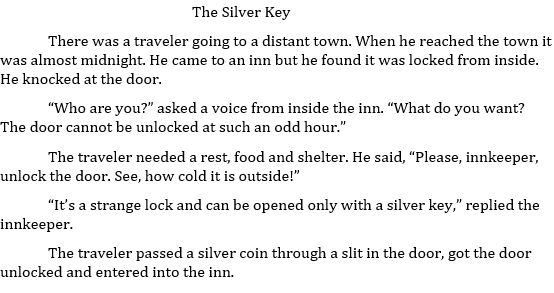 The Silver Key
There was a traveler going to a distant town. When he reached the town it
was almost midnight. He came to an inn but he found it was locked from inside.
He knocked at the door.
“Who are you?” asked a voice from inside the inn. “What do you want?
The door cannot be unlocked at such an odd hour.”
The traveler needed a rest, food and shelter. He said, “Please, innkeeper,
unlock the door. See, how cold it is outside!”
“It’s a strange lock and can be opened only with a silver key,” replied the
innkeeper.
The traveler passed a silver coin through a slit in the door, got the door
unlocked and entered into the inn.